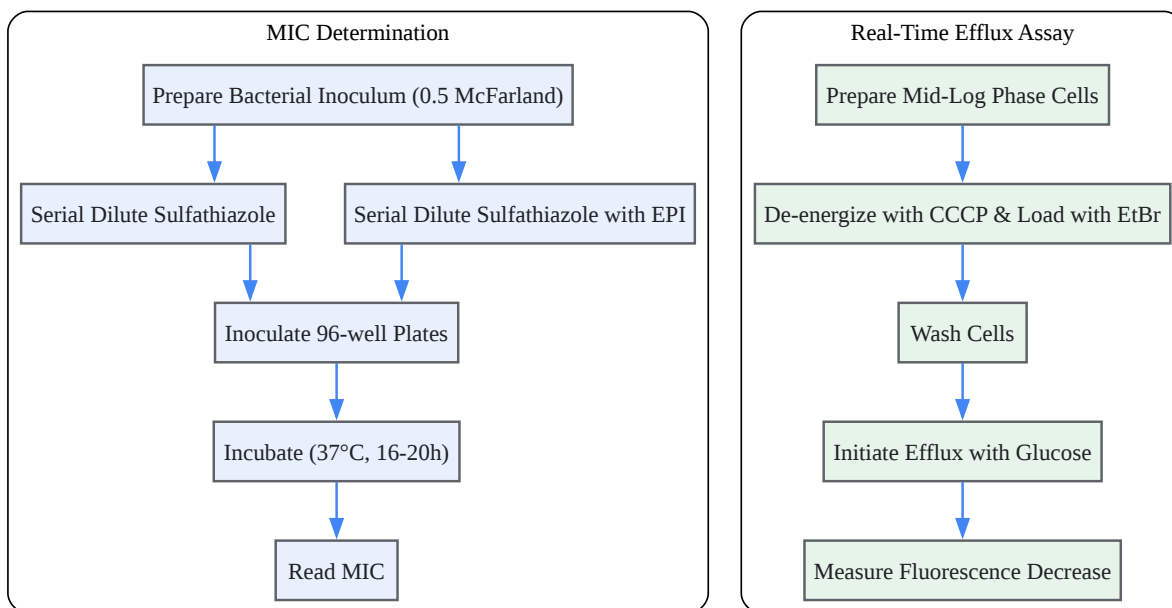 MIC Determination
Prepare Bacterial Inoculum (0.5 McFarland)
Serial Dilute Sulfathiazole
Serial Dilute Sulfathiazole with EPI
Inoculate 96-well Plates
Incubate (37°C, 16-20h)
Read MIC
Real-Time Efflux Assay
Prepare Mid-Log Phase Cells
De-energize with CCCP & Load with EtBr
Wash Cells
Initiate Efflux with Glucose
Measure Fluorescence Decrease